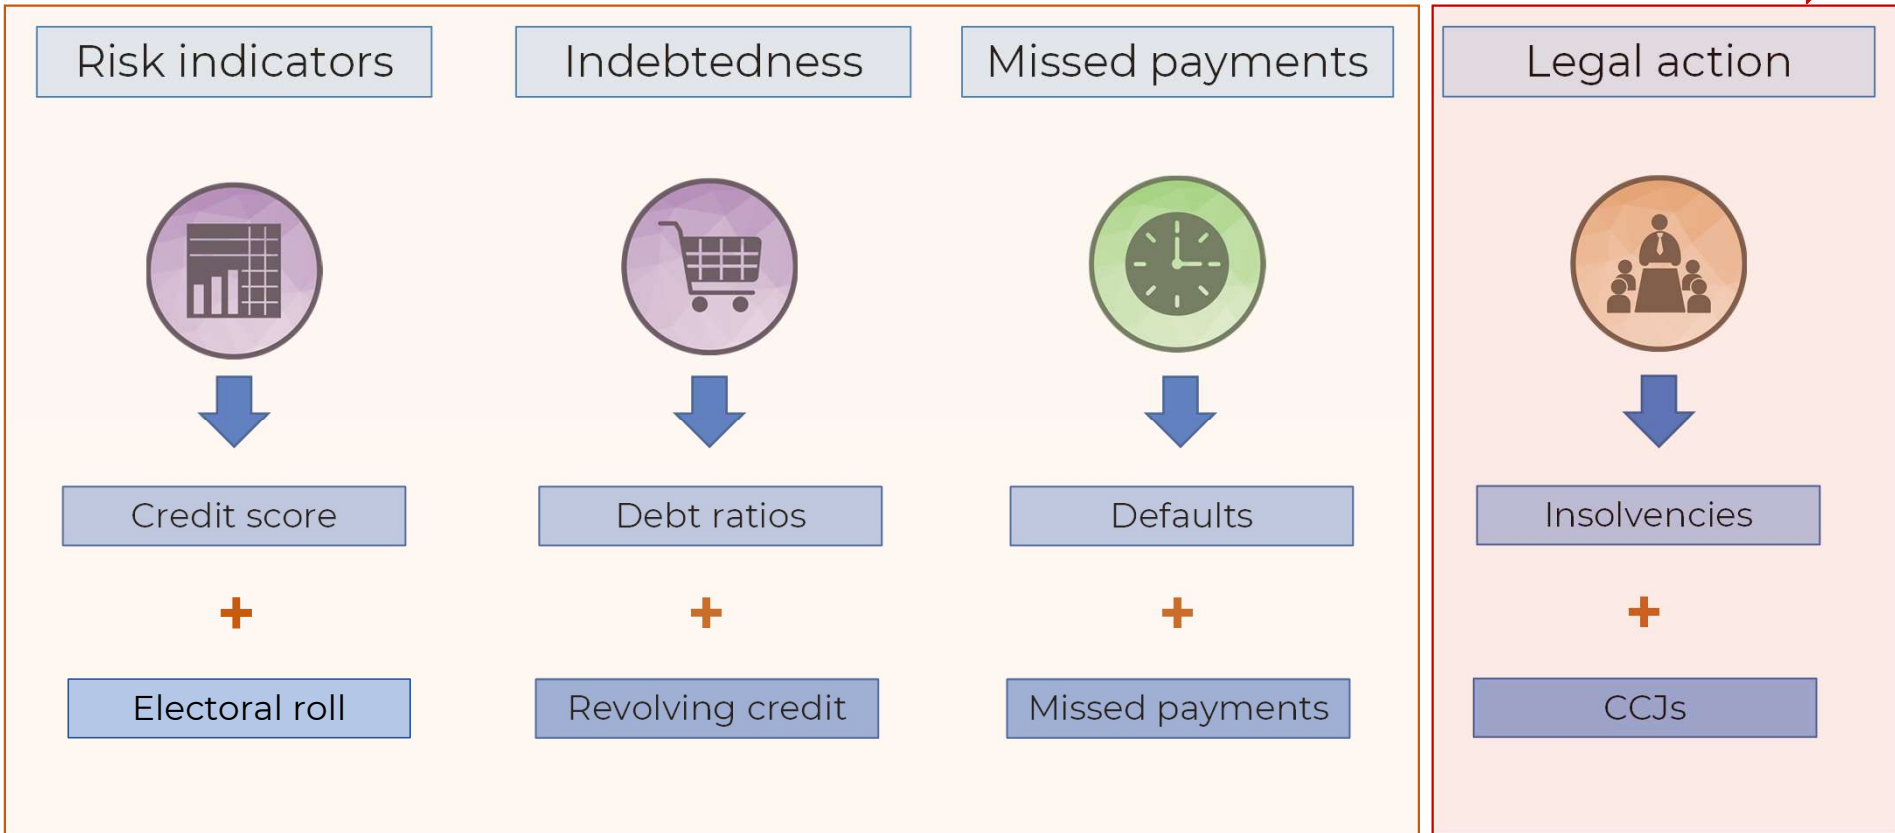 Risk indicators
Indebtedness
Missed payments
Legal action
Credit score
Debt ratios
Defaults
Insolvencies
+
+
+
+
Electoral roll
Revolving credit
Missed payments
CCJs